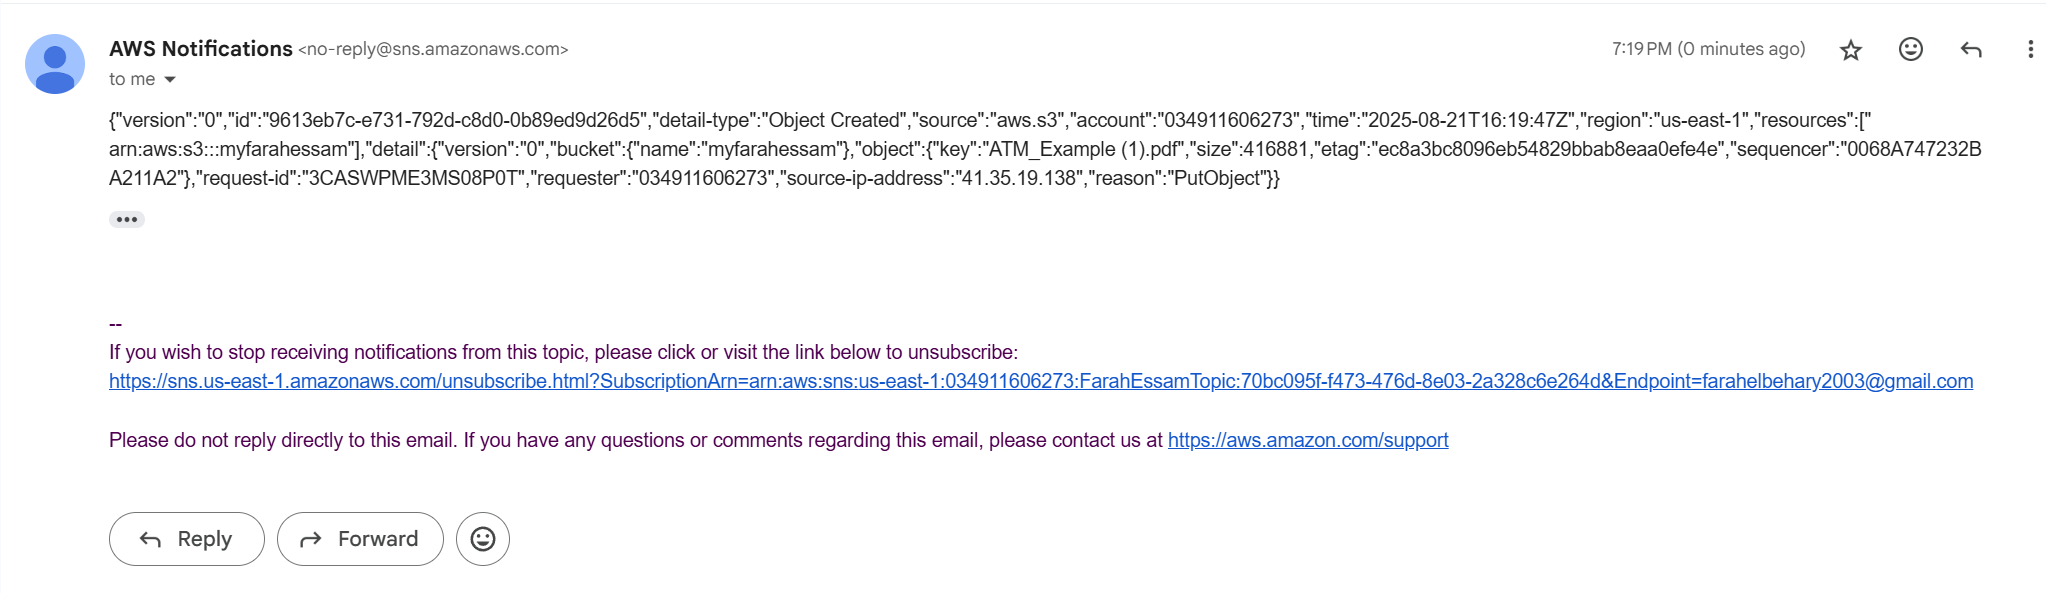 AWS Notifications <no-reply@sns.amazonaws.com> 7:19 PM (0 minutes ago)
to me
{"version":"0","id":"9613eb7c-e731-792d-c8d0-0b89ed9d26d5","detail-type":"Object Created","source":"aws.s3","account":"034911606273","time":"2025-08-21T16:19:47Z","region":"us-east-1","resources":["
arn:aws:s3:::myfarahessam"],"detail":{"version":"0","bucket":{"name":"myfarahessam"},"object":{"key":"ATM_Example (1).pdf","size":416881,"etag":"ec8a3bc8096eb54829bbab8eaa0efe4e","sequencer":"0068A747232B
A211A2"},"request-id":"3CASWPME3MS08P0T","requester":"034911606273","source-ip-address":"41.35.19.138","reason":"PutObject"}}
--
If you wish to stop receiving notifications from this topic, please click or visit the link below to unsubscribe:
https://sns.us-east-1.amazonaws.com/unsubscribe.html?SubscriptionArn=arn:aws:sns:us-east-1:034911606273:FarahEssamTopic:70bc095f-f473-476d-8e03-2a328c6e264d&Endpoint=farahelbehary2003@gmail.com
Please do not reply directly to this email. If you have any questions or comments regarding this email, please contact us at https://aws.amazon.com/support
Reply Forward